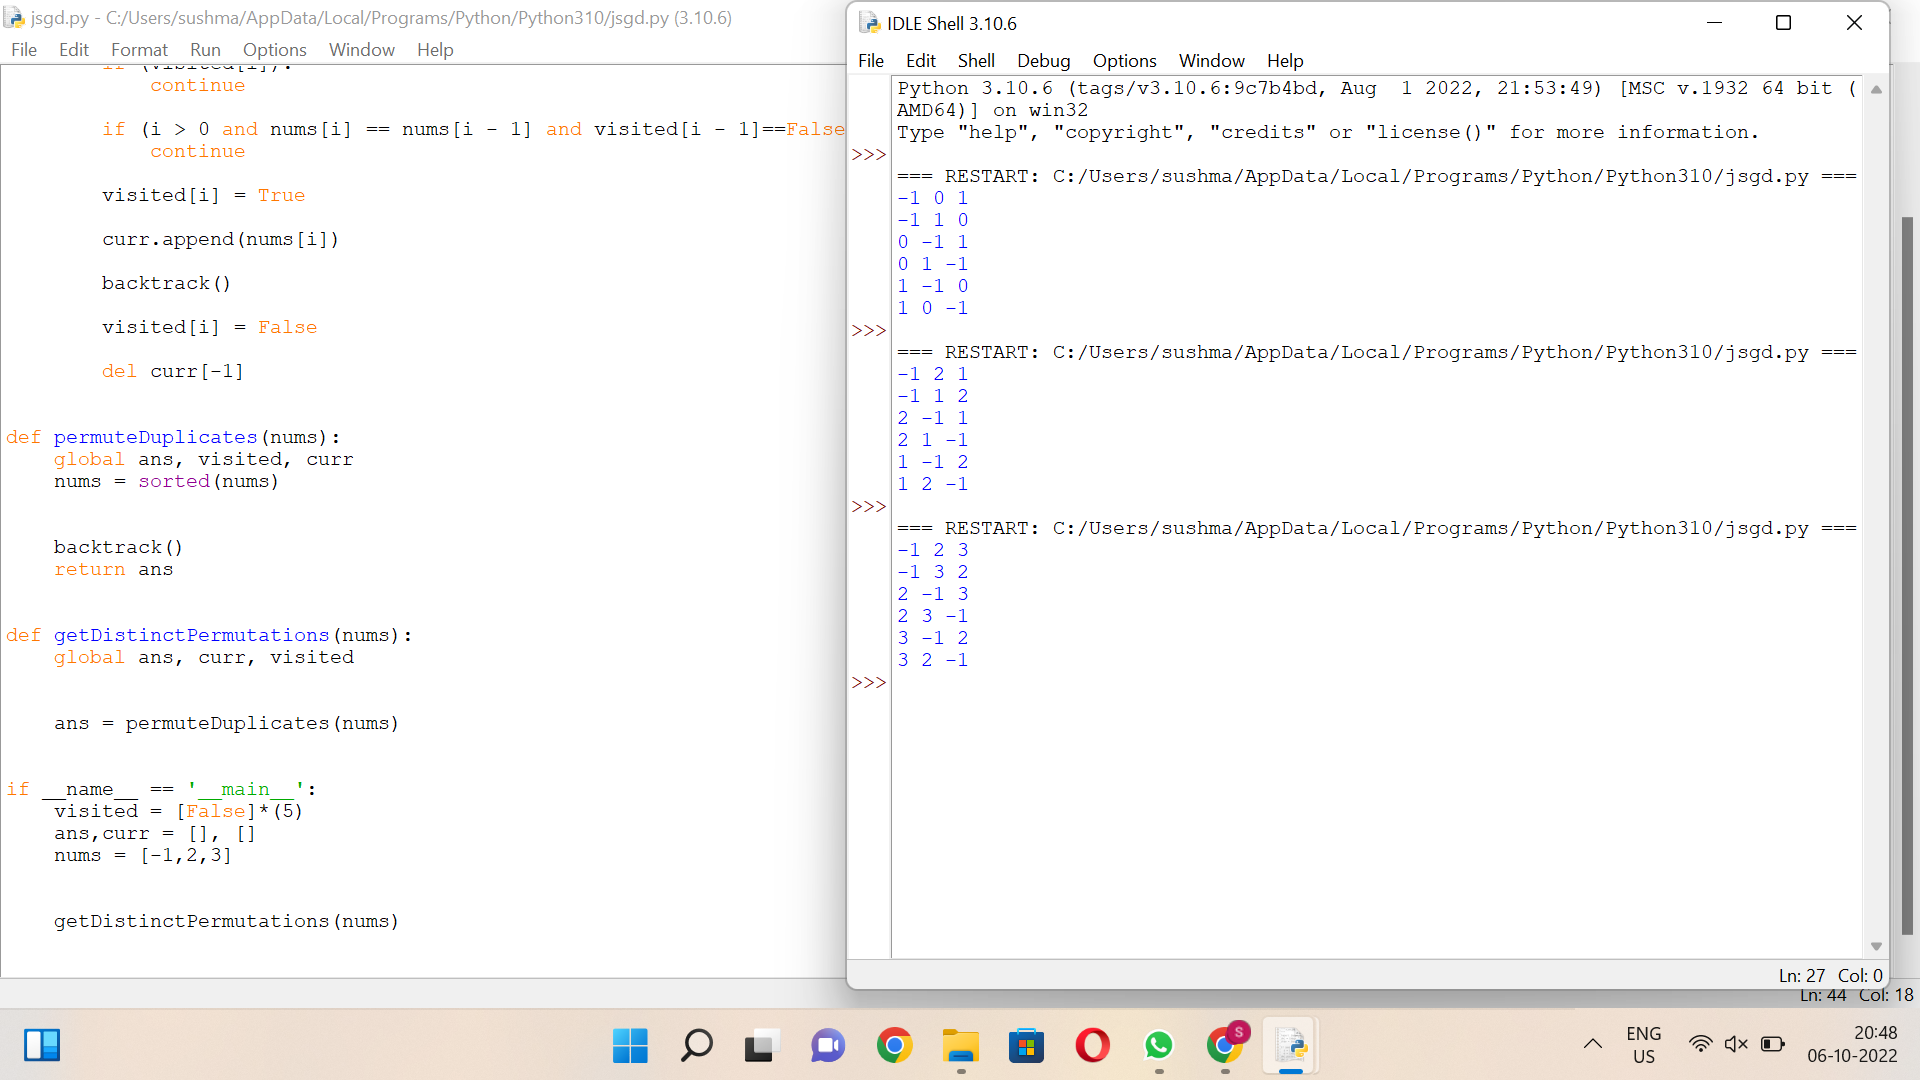 jsgd.py - C:/Users/sushma/AppData/Local/Programs/Python/Python310/jsgd.py (3.10.6)
File Edit Format Run Options Window Help
if (visited[i]):
continue
if (i > 0 and nums[i] == nums[i - 1] and visited[i - 1]==False
continue
visited[i] = True
curr.append(nums[i])
backtrack()
visited[i] = False
del curr[-1]
def permuteDuplicates(nums):
global ans, visited, curr
nums = sorted(nums)
backtrack()
return ans
def getDistinctPermutations(nums):
global ans, curr, visited
ans = permuteDuplicates(nums)
if __name__ == '__main__':
visited = [False]*(5)
ans,curr = [], []
nums = [-1,2,3]
getDistinctPermutations(nums)
IDLE Shell 3.10.6
File Edit Shell Debug Options Window Help
Python 3.10.6 (tags/v3.10.6:9c7b4bd, Aug  1 2022, 21:53:49) [MSC v.1932 64 bit (
AMD64)] on win32
Type "help", "copyright", "credits" or "license()" for more information.
>>>
=== RESTART: C:/Users/sushma/AppData/Local/Programs/Python/Python310/jsgd.py ===
-1 0 1
-1 1 0
0 -1 1
0 1 -1
1 -1 0
1 0 -1
>>>
=== RESTART: C:/Users/sushma/AppData/Local/Programs/Python/Python310/jsgd.py ===
-1 2 1
-1 1 2
2 -1 1
2 1 -1
1 -1 2
1 2 -1
>>>
=== RESTART: C:/Users/sushma/AppData/Local/Programs/Python/Python310/jsgd.py ===
-1 2 3
-1 3 2
2 -1 3
2 3 -1
3 -1 2
3 2 -1
>>>
Ln: 27 Col: 0
Ln: 44 Col: 18
S
ENG
US
20:48
06-10-2022